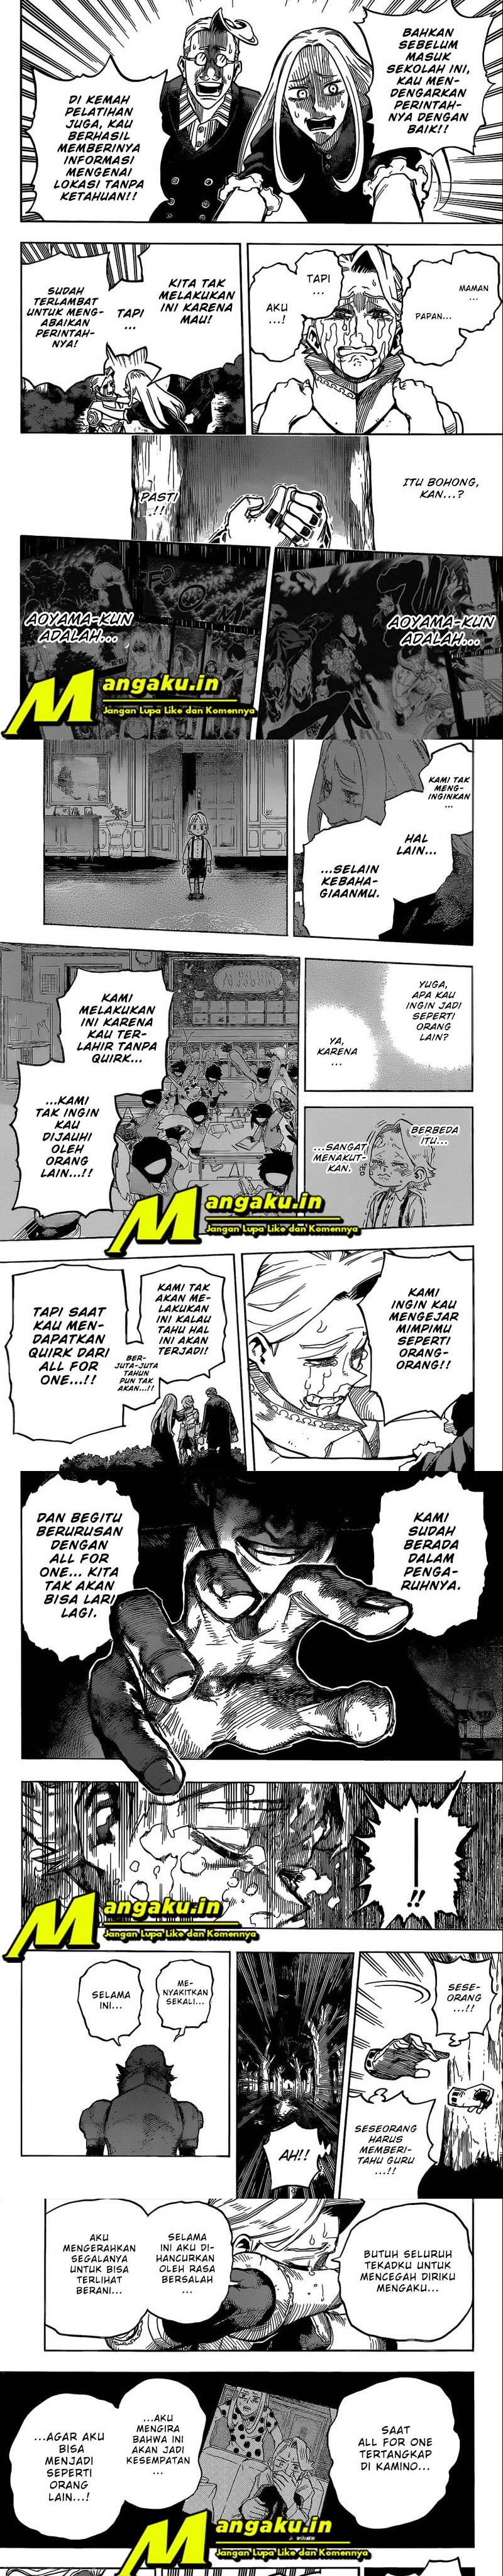 BAHKAN
SEBELUM
MASUK
SEKOLAH INI,
KAU MEN-
DENGARKAN
PERINTAH-
NYA DENGAN
BAIK!!
DI KEMAH
PELATIHAN
JUGA, KAU
BERHASIL
MEMBERINYA
INFORMASI
MENGENAI
LOKASI TANPA
KETAHUAN!!
MAMAN
...
PAPAN...
TAPI
...
AKU
...!
KITA TAK
MELAKUKAN
INI KARENA
MAU!
TAPI
...
SUDAH
TERLAMBAT
UNTUK MENG-
ABAIKAN
PERINTAH-
NYA!
ITU BOHONG,
KAN...?
PASTI
..!!
AOYAMA-KUN
ADALAH...
AOYAMA-KUN
ADALAH...
Mangaku.in
Jangan Lupa Like dan Komennya
KAMI TAK
MENG-
INGINKAN
...
HAL
LAIN...
...SELAIN
KEBAHA-
GIAANMU.
YUGA,
APA KAU
INGIN JADI
SEPERTI
ORANG
LAIN?
YA,
KARENA
...
BERBEDA
ITU...
...SANGAT
MENAKUT-
KAN.
KAMI
MELAKUKAN
INI KARENA
KAU TER-
LAHIR TANPA
QUIRK...
...KAMI
TAK INGIN
KAU
DIJAUHI
OLEH
ORANG
LAIN...!!
Mangaku.in
Jangan Lupa Like dan Komennya
KAMI
INGIN KAU
MENGEJAR
MIMPIMU
SEPERTI
ORANG-
ORANG!!
KAMI TAK
AKAN ME-
LAKUKAN
INI KALAU
TAHU HAL
INI AKAN
TERJADI!
BER-
JUTA-JUTA
TAHUN
PUN TAK
AKAN...!!
TAPI SAAT
KAU MEN-
DAPATKAN
QUIRK DARI
ALL FOR
ONE...!!
KAMI
SUDAH
BERADA
DALAM
PENGA-
RUHNYA.
DAN BEGITU
BERURUSAN
DENGAN
ALL FOR
ONE... KITA
TAK AKAN
BISA LARI
LAGI.
!!
Mangaku.in
Jangan Lupa Like dan Komennya
SESE-
ORANG
...!!
SESEORANG
HARUS
MEMBERI-
TAHU GURU
...!!
AH!!
ME-
NYAKITKAN
SEKALI...
SELAMA
INI...
BUTUH SELURUH
TEKADKU UNTUK
MENCEGAH DIRIKU
MENGAKU...
SELAMA
INI AKU DI-
HANCURKAN
OLEH RASA
BERSALAH
...
AKU
MENGERAHKAN
SEGALANYA
UNTUK BISA
TERLIHAT
BERANI...
SAAT
ALL FOR ONE
TERTANGKAP
DI KAMINO...
...AKU
MENGIRA
BAHWA INI
AKAN JADI
KESEMPATAN
...
...AGAR AKU
BISA
MENJADI
SEPERTI
ORANG
LAIN...!
Mangaku.in
Jangan Lupa Like dan Komennya